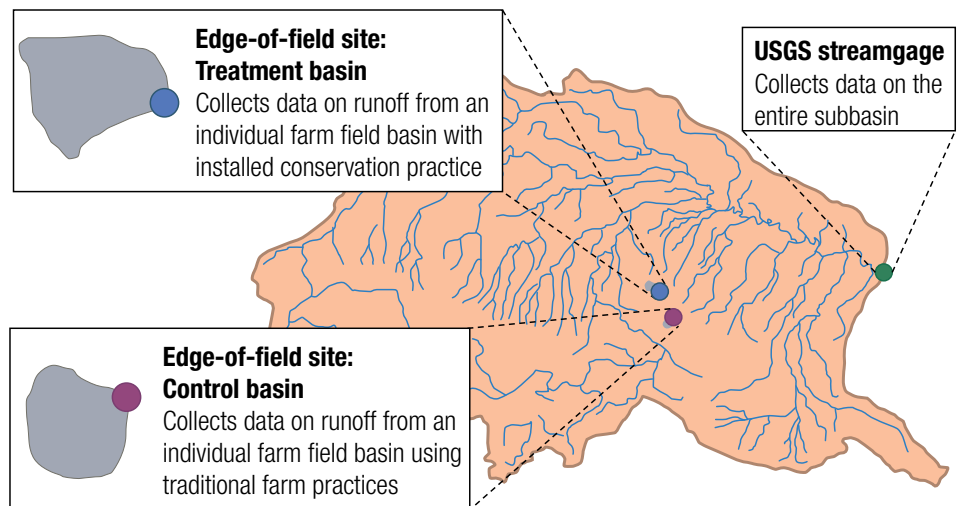 Edge-of-field site:
Treatment basin
Collects data on runoff from an
individual farm field basin with
installed conservation practice
USGS streamgage
Collects data on the
entire subbasin
Edge-of-field site:
Control basin
Collects data on runoff from an
individual farm field basin using
traditional farm practices